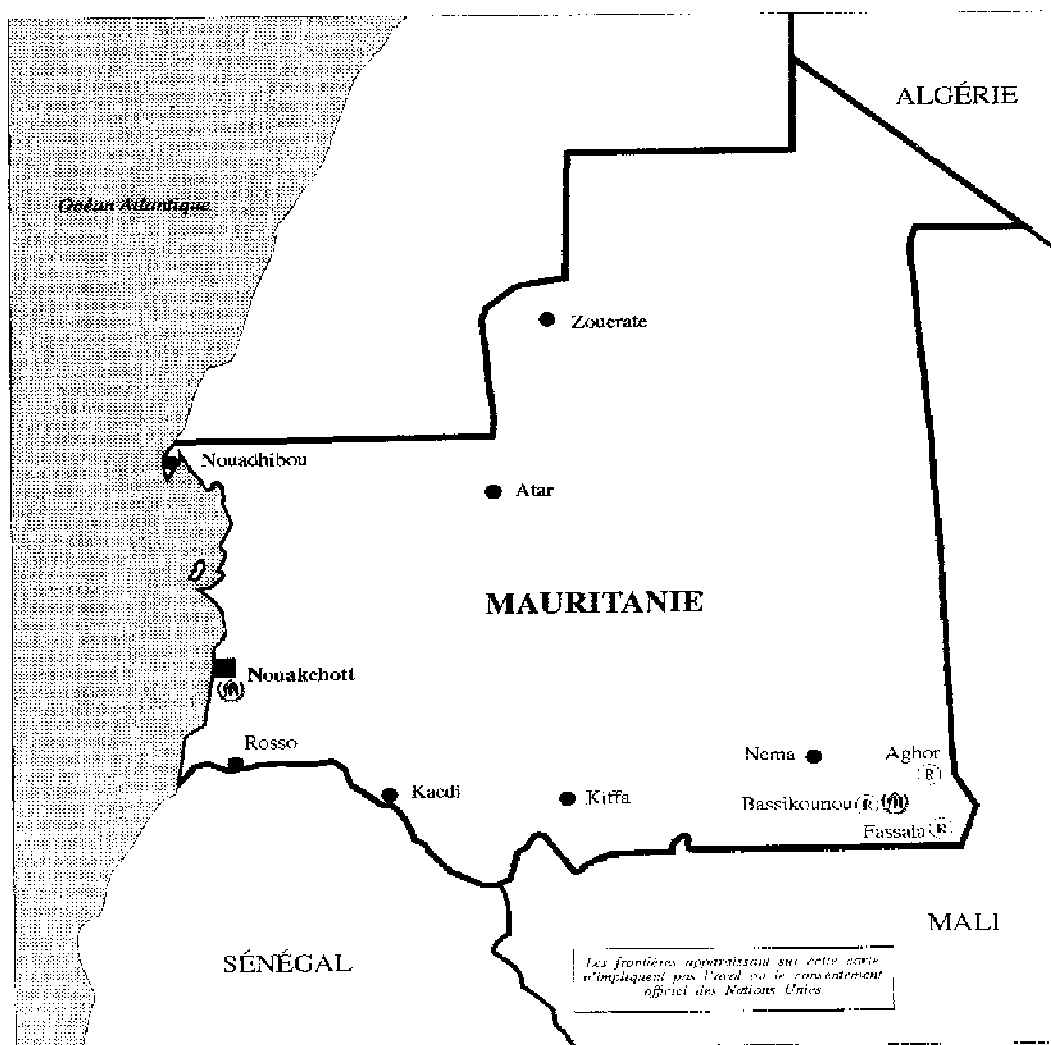 ALGÉRIE
Océan Atlantique
Zouerate
Nouadhibou
Atar
MAURITANIE
Nouakchott
Rosso
Nema
Aghor
R
Kaedi
Kiffa
Bassikounou R
Fassala R
MALI
SÉNÉGAL
Les frontières apparaissant sur cette carte
n'impliquent pas l'aval ou le consentement
officiel des Nations Unies